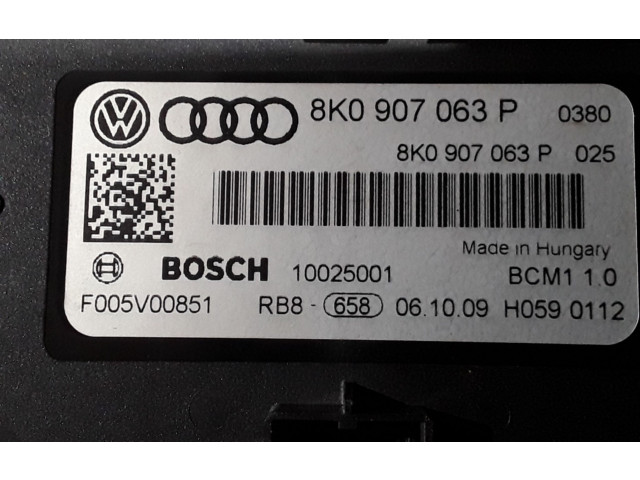 8K0 907 063 P 0380
8K0 907 063 P 025
Made in Hungary
BOSCH 10025001 BCM1 1.0
F005V00851 RB8 - 658 06.10.09 H059 0112